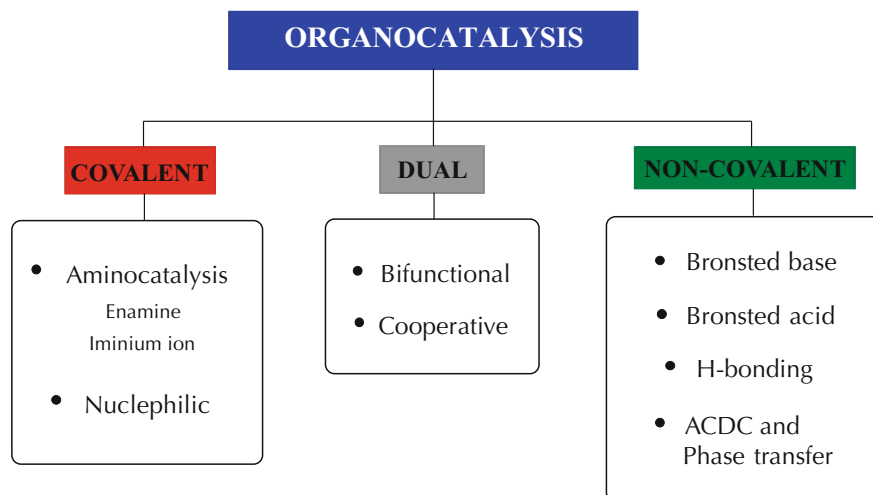 ORGANOCATALYSIS
COVALENT
• Aminocatalysis
Enamine
Iminium ion
• Nuclephilic
DUAL
• Bifunctional
• Cooperative
NON-COVALENT
• Bronsted base
• Bronsted acid
• H-bonding
• ACDC and
Phase transfer